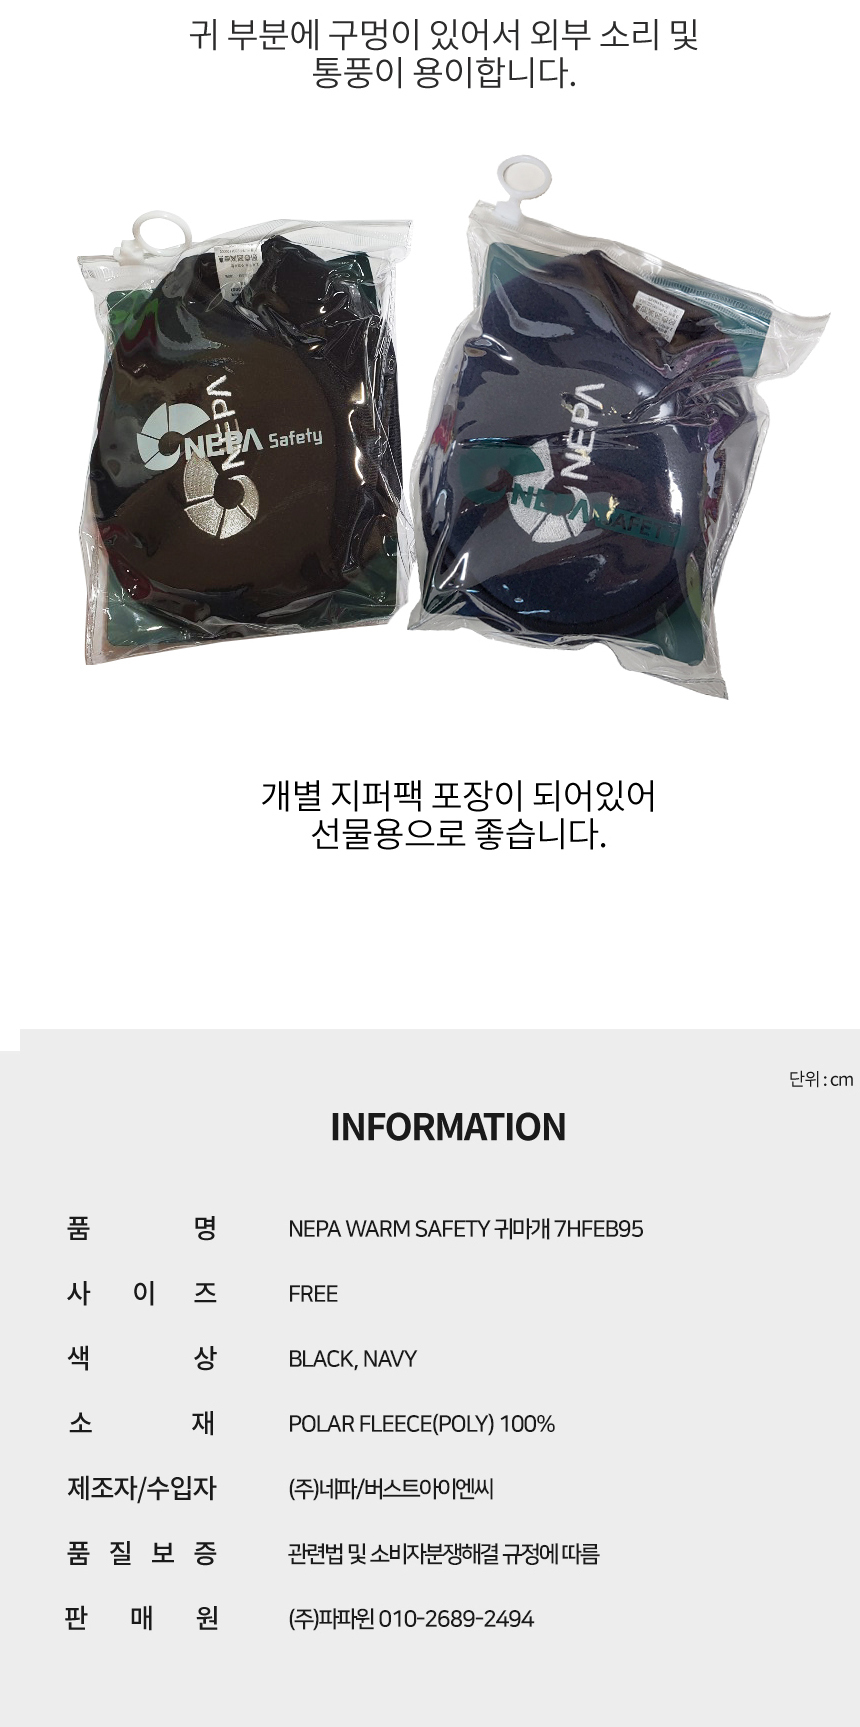 귀 부분에 구멍이 있어서 외부 소리 및
통풍이 용이합니다.
NEPA
NEPA Safety
NEPA
NEPA SAFETY
개별 지퍼팩 포장이 되어있어
선물용으로 좋습니다.
단위 : cm
INFORMATION
품 명 NEPA WARM SAFETY 귀마개 7HFEB95
사 이 즈 FREE
색 상 BLACK, NAVY
소 재 POLAR FLEECE(POLY) 100%
제조자/수입자 (주)네파/버스트아이엔씨
품 질 보 증 관련법 및 소비자분쟁해결 규정에 따름
판 매 원 (주)파파윈 010-2689-2494